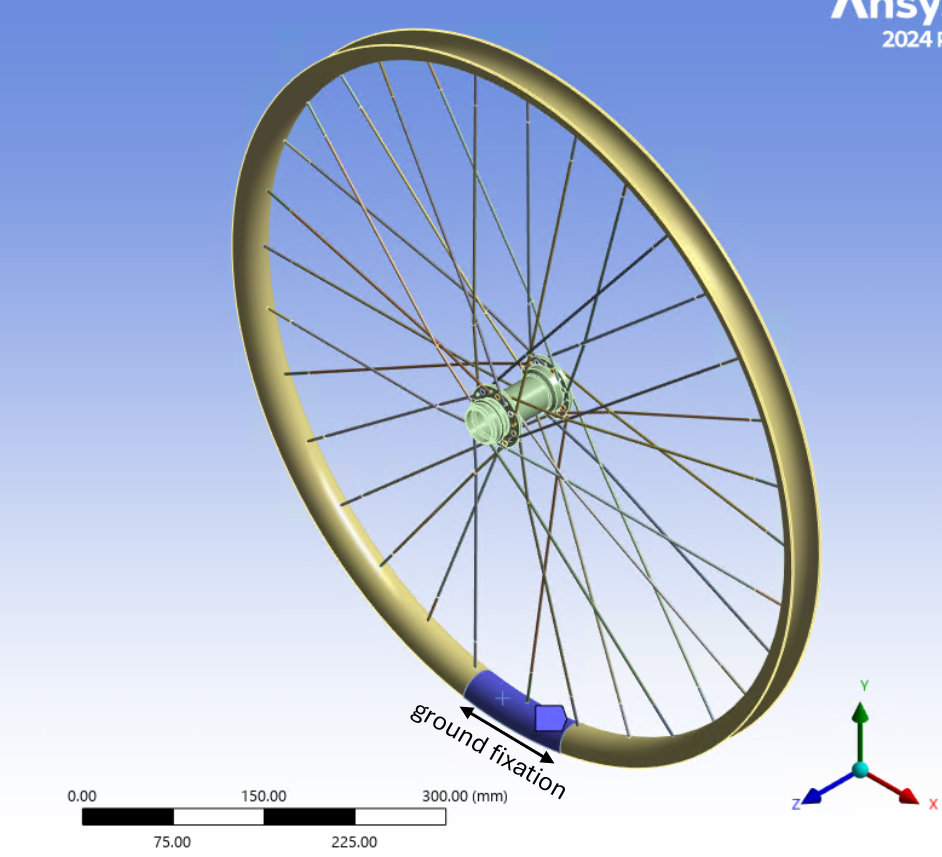 2024
ground fixation
Y
Z
X
0.00
150.00
300.00 (mm)
75.00
225.00